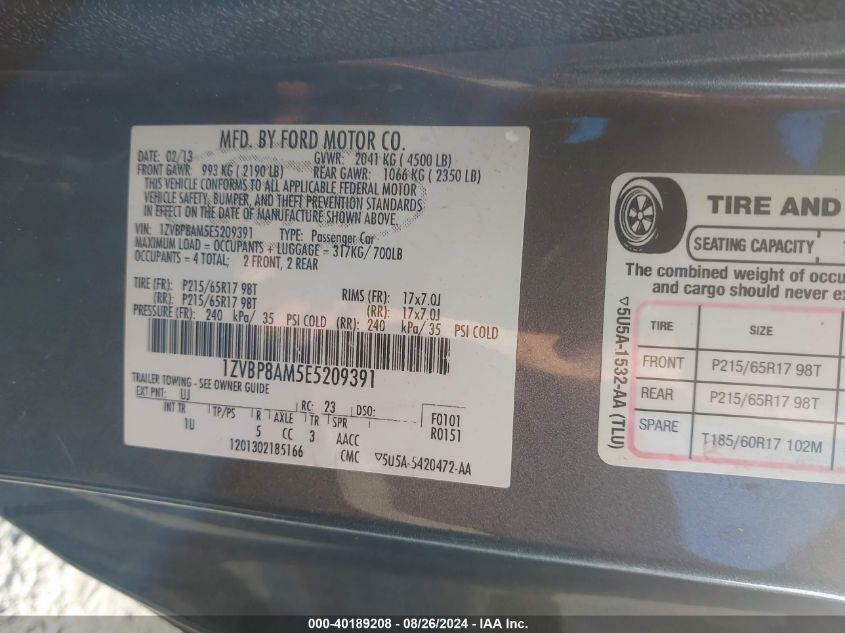 MFD. BY FORD MOTOR CO.
DATE: 02/13 GVWR: 2041 KG ( 4500 LB)
FRONT GAWR: 993 KG ( 2190 LB) REAR GAWR: 1066 KG ( 2350 LB)
THIS VEHICLE CONFORMS TO ALL APPLICABLE FEDERAL MOTOR
VEHICLE SAFETY, BUMPER, AND THEFT PREVENTION STANDARDS
IN EFFECT ON THE DATE OF MANUFACTURE SHOWN ABOVE.
VIN: 1ZVBP8AM5E5209391 TYPE: Passenger Car
MAXIMUM LOAD = OCCUPANTS + LUGGAGE = 317KG/ 700LB
OCCUPANTS = 4 TOTAL; 2 FRONT, 2 REAR
TIRE (FR): P215/65R17 98T RIMS (FR): 17x7.0J
(RR): P215/65R17 98T (RR): 17x7.0J
PRESSURE (FR): 240 kPa/ 35 PSI COLD (RR): 240 kPa/ 35 PSI COLD
1ZVBP8AM5E5209391
TRAILER TOWING - SEE OWNER GUIDE
EXT PNT: UJ RC: 23 DSO:
INT TR TP/PS R AXLE TR SPR F0101
1U 5 CC 3 AACC R0151
1201302185166 CMC ▽5U5A-5420472-AA
TIRE AND
SEATING CAPACITY
The combined weight of occu
and cargo should never ex
▽5U5A-1532-AA (TLU)
TIRE SIZE
FRONT P215/65R17 98T
REAR P215/65R17 98T
SPARE T185/60R17 102M
000-40189208 - 08/26/2024 - IAA Inc.